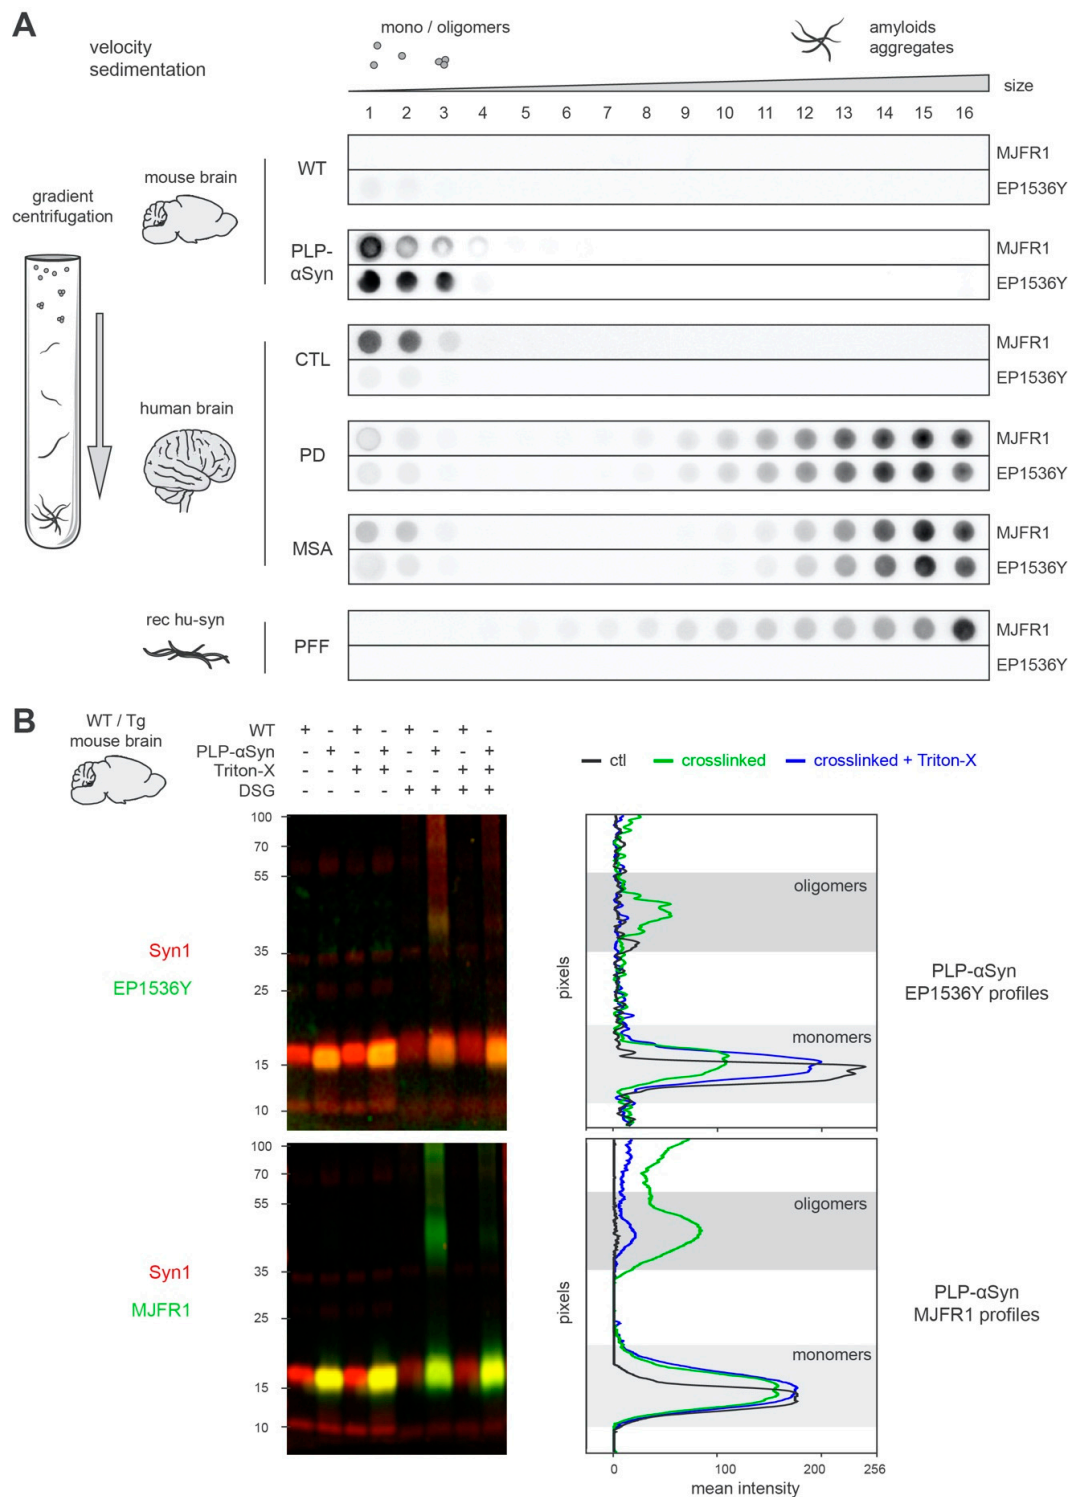 A
velocity
sedimentation
mono / oligomers
amyloids
aggregates
size
1 2 3 4 5 6 7 8 9 10 11 12 13 14 15 16
gradient
centrifugation
mouse brain
WT
MJFR1
EP1536Y
PLP-
αSyn
MJFR1
EP1536Y
human brain
CTL
MJFR1
EP1536Y
PD
MJFR1
EP1536Y
MSA
MJFR1
EP1536Y
rec hu-syn
PFF
MJFR1
EP1536Y
B
WT / Tg
mouse brain
WT + - + - + - + -
PLP-αSyn - + - + - + - +
Triton-X - - + + - - + +
DSG - - - - + + + +
ctl crosslinked crosslinked + Triton-X
100
70
55
35
25
15
10
Syn1
EP1536Y
pixels
oligomers
monomers
PLP-αSyn
EP1536Y profiles
100
70
55
35
25
15
10
Syn1
MJFR1
pixels
oligomers
monomers
PLP-αSyn
MJFR1 profiles
0 100 200 256
mean intensity